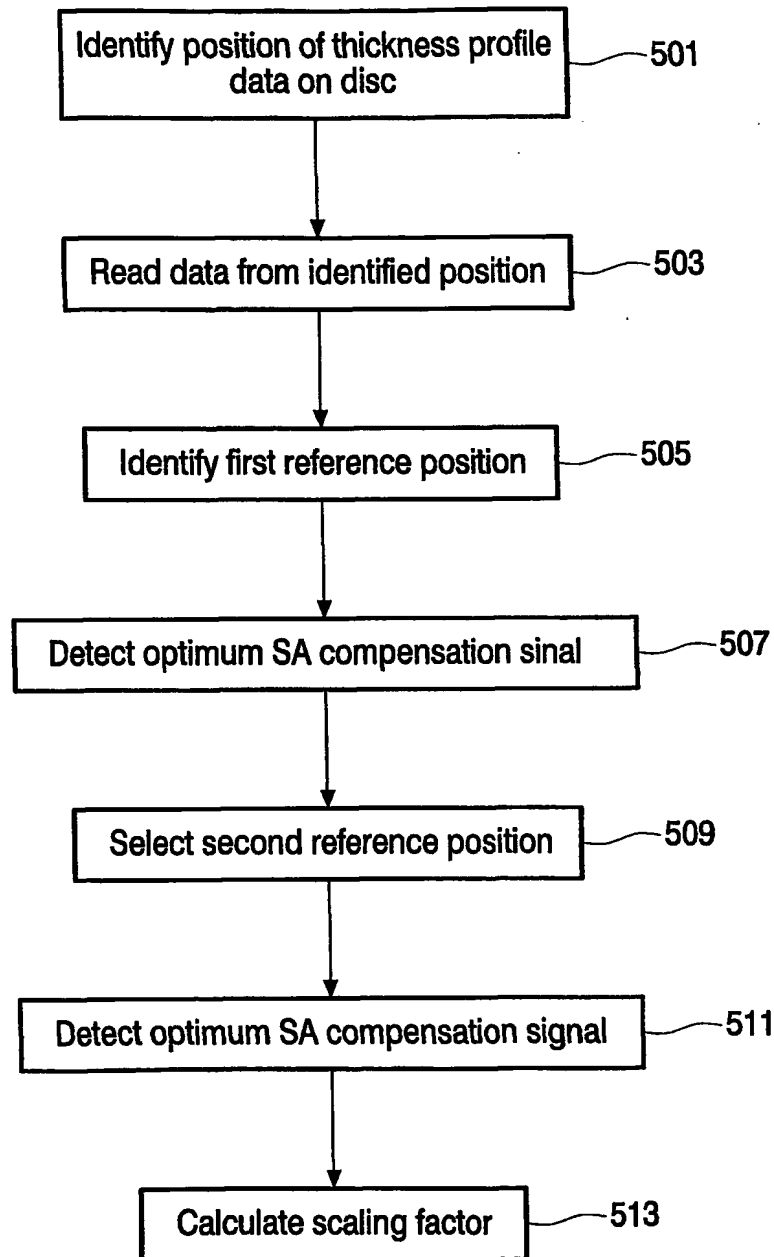 Identify position of thickness profile
data on disc
501
Read data from identified position
503
Identify first reference position
505
Detect optimum SA compensation sinal
507
Select second reference position
509
Detect optimum SA compensation signal
511
Calculate scaling factor
513